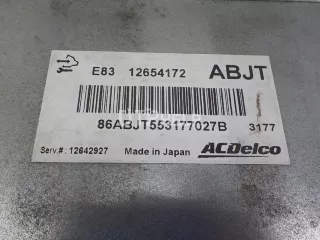 E83 12654172 ABJT
86ABJT553177027B 3177
Serv.#: 12642927 Made in Japan ACDelco